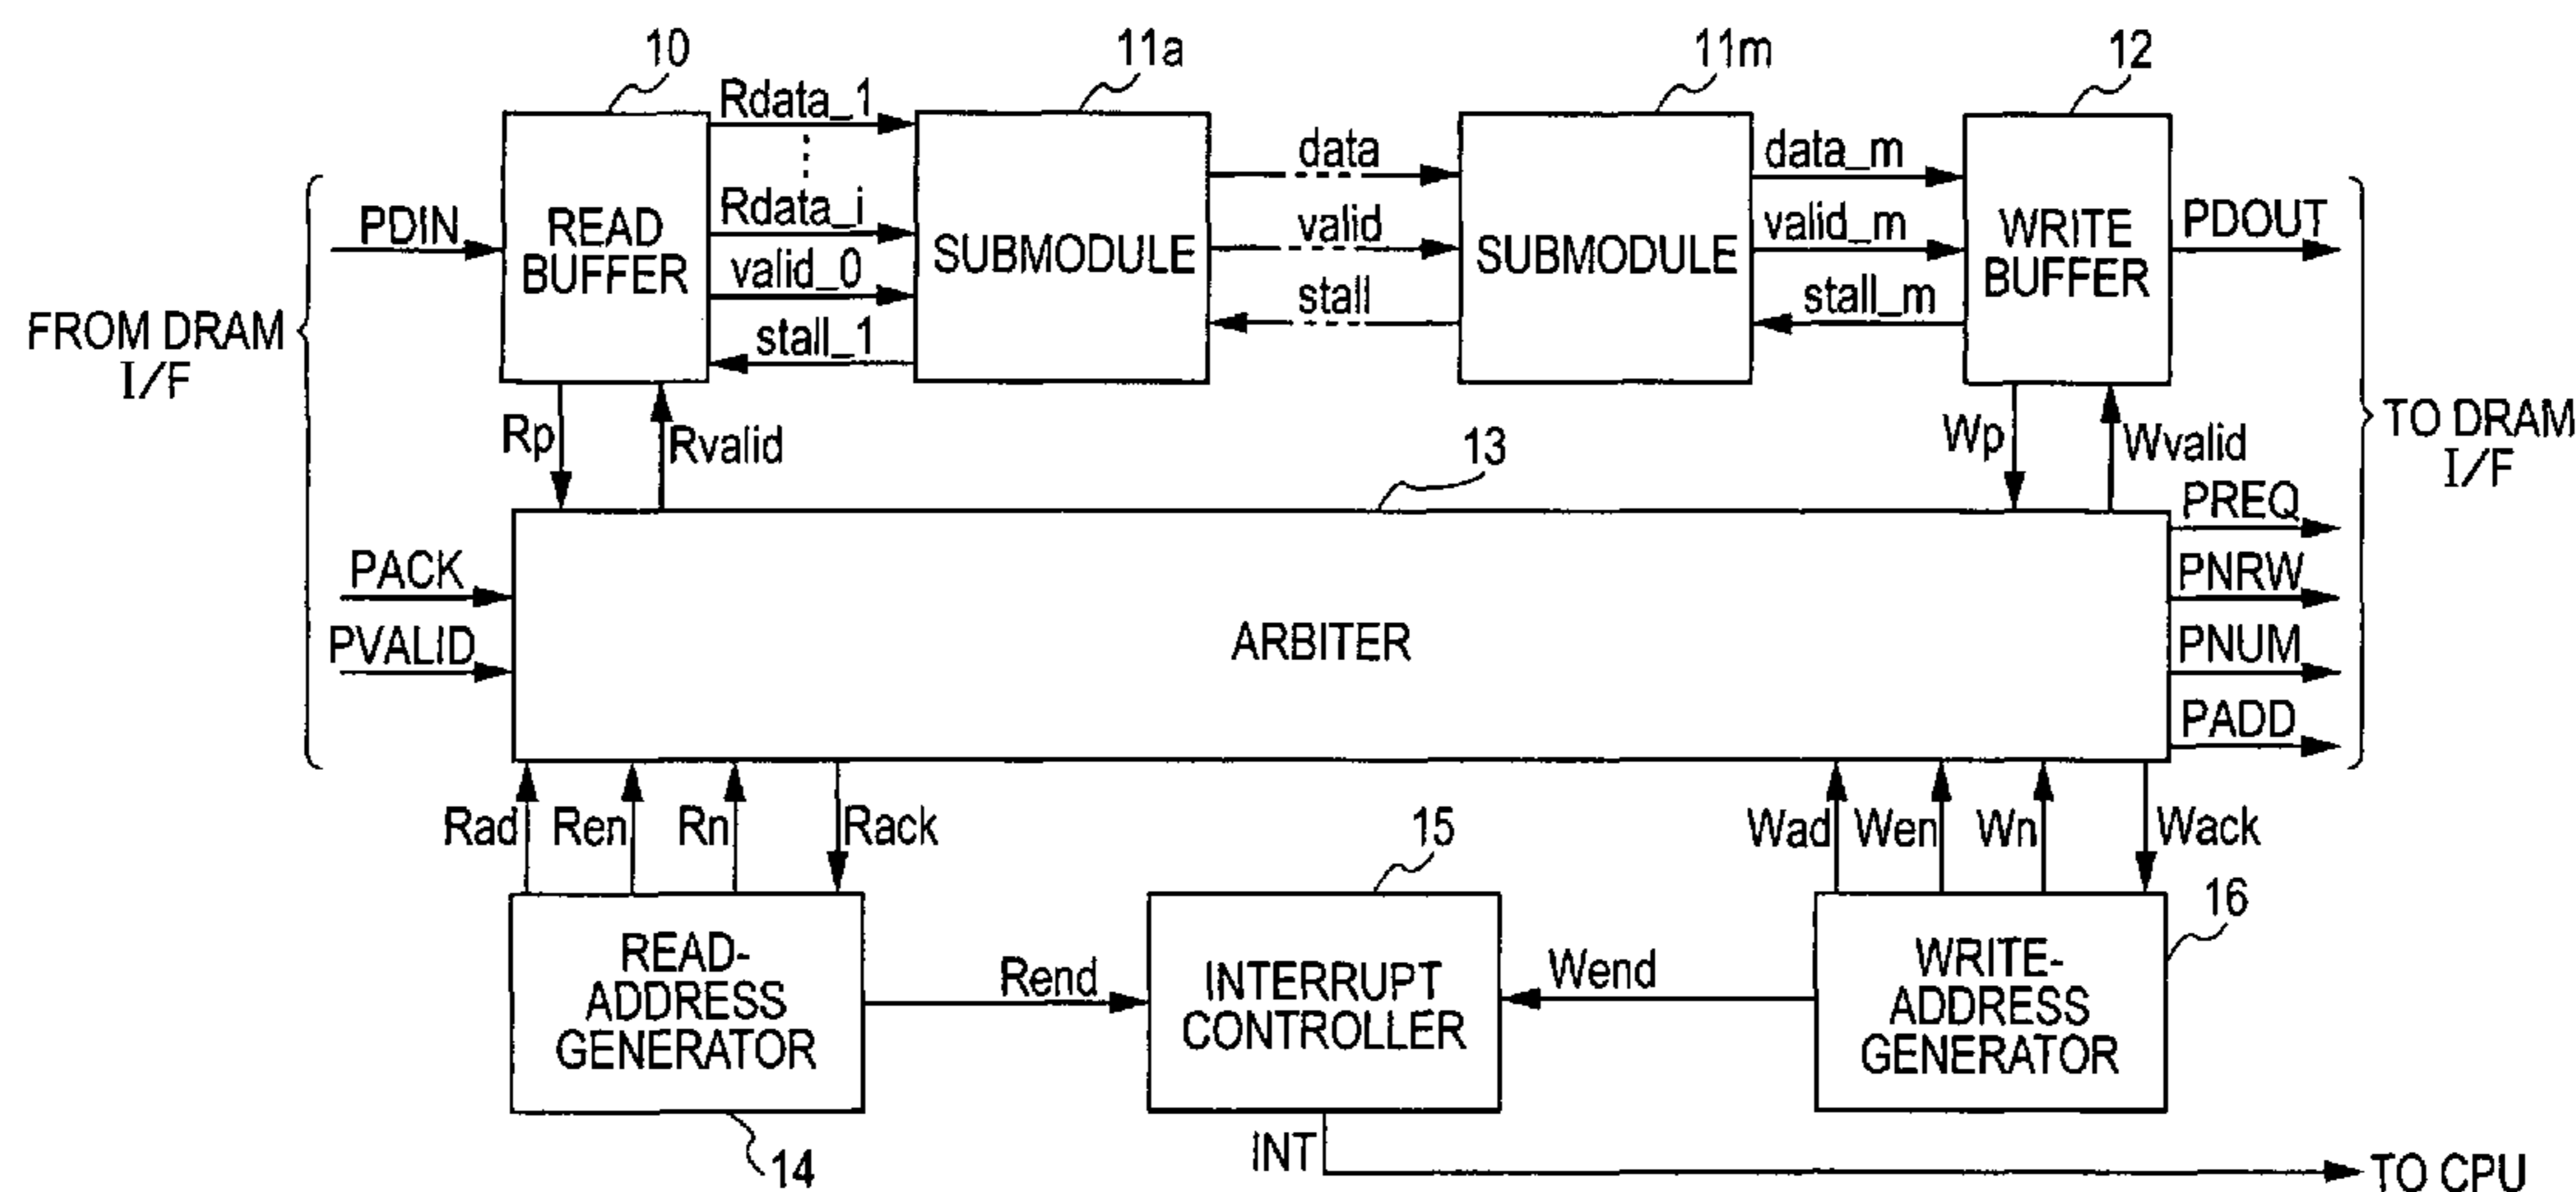 10
11a
11m
12
Rdata_1
Rdata_i
valid_0
stall_1
READ
BUFFER
SUBMODULE
data
valid
stall
SUBMODULE
data_m
valid_m
stall_m
WRITE
BUFFER
PDIN
PDOUT
FROM DRAM
I/F
TO DRAM
I/F
Rp
Rvalid
13
Wp
Wvalid
PACK
PVALID
ARBITER
PREQ
PNRW
PNUM
PADD
Rad
Ren
Rn
Rack
15
Wad
Wen
Wn
Wack
16
READ-
ADDRESS
GENERATOR
Rend
INTERRUPT
CONTROLLER
Wend
WRITE-
ADDRESS
GENERATOR
14
INT
TO CPU